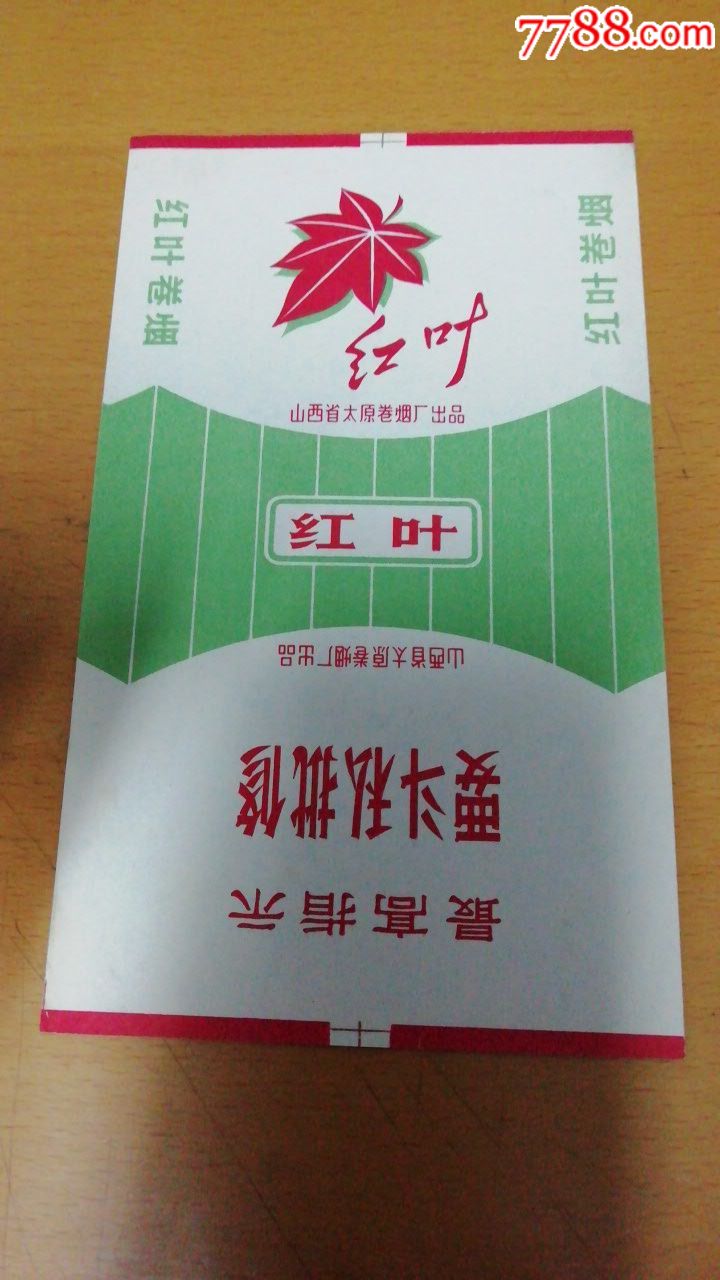 7788.com
红叶卷烟
红叶卷烟
红叶
山西省太原卷烟厂出品
红叶
山西省太原卷烟厂出品
最高指示
要斗私批修